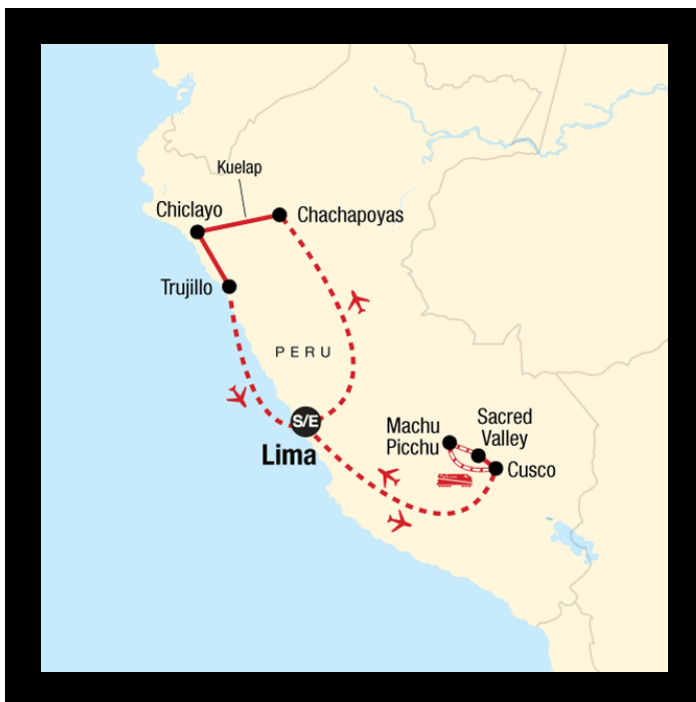 Kuelap
Chiclayo
Chachapoyas
Trujillo
PERU
S/E
Lima
Machu
Picchu
Sacred
Valley
Cusco